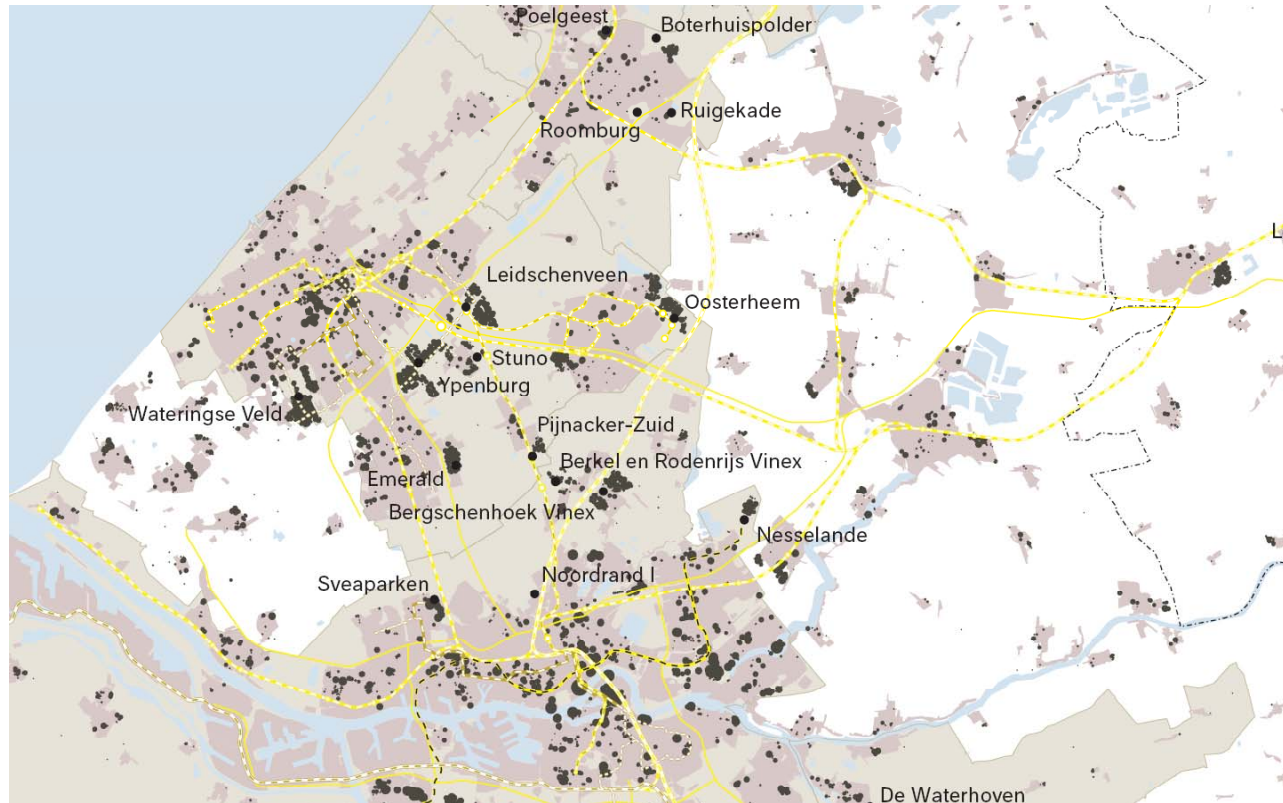 Poelgeest
Boterhuispolder
Ruigekade
Roomburg
L
Leidschenveen
Oosterheem
Stuno
Ypenburg
Wateringse Veld
Pijnacker-Zuid
Berkel en Rodenrijs Vinex
Emerald
Bergschenhoek Vinex
Nesselande
Noordrand I
Sveaparken
De Waterhoven